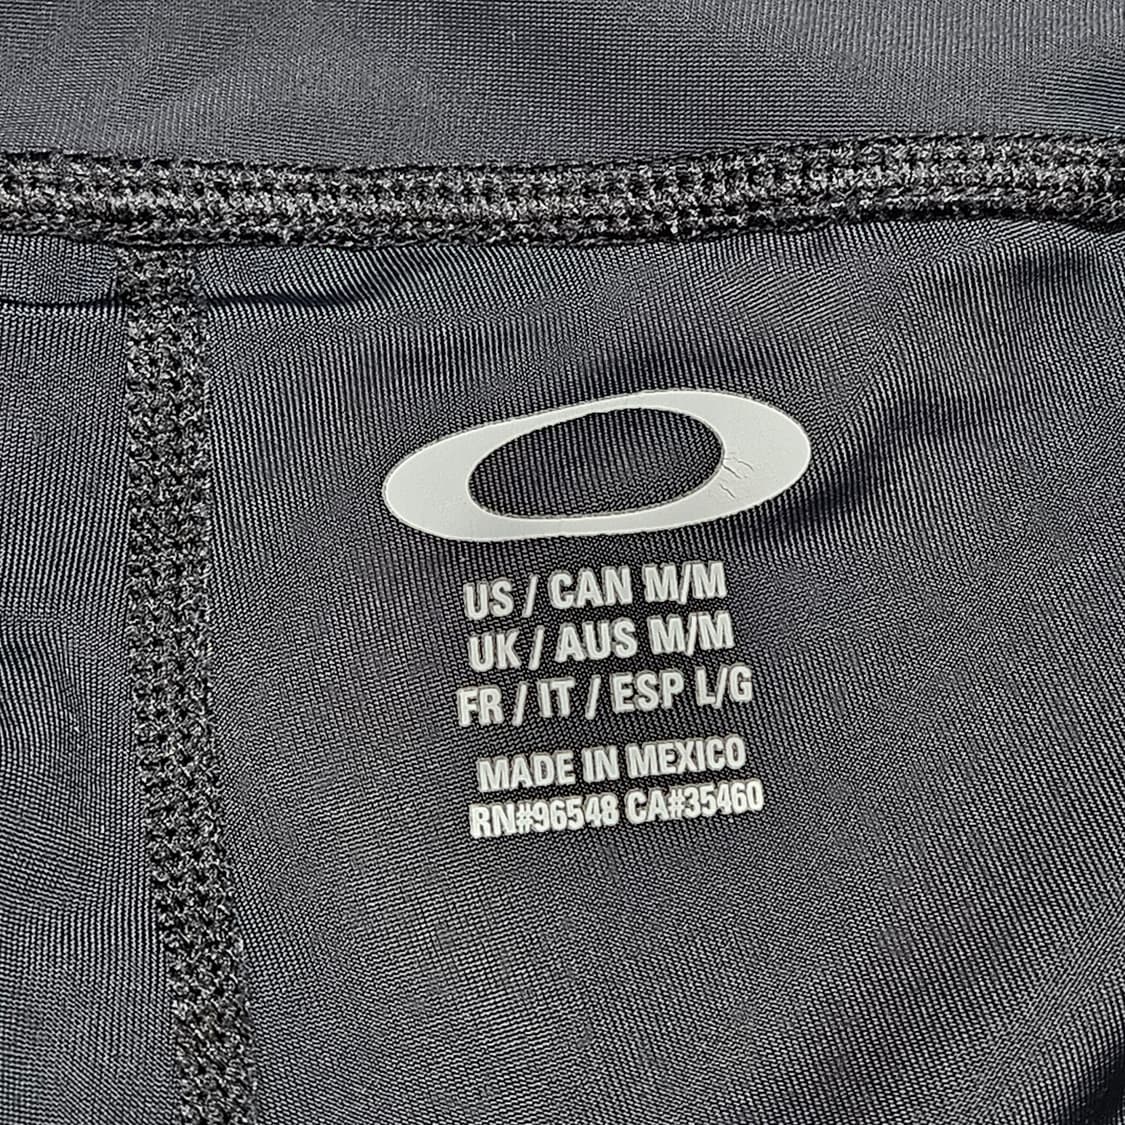 US / CAN M/M
UK / AUS M/M
FR / IT / ESP L/G
MADE IN MEXICO
RN#96548 CA#35460